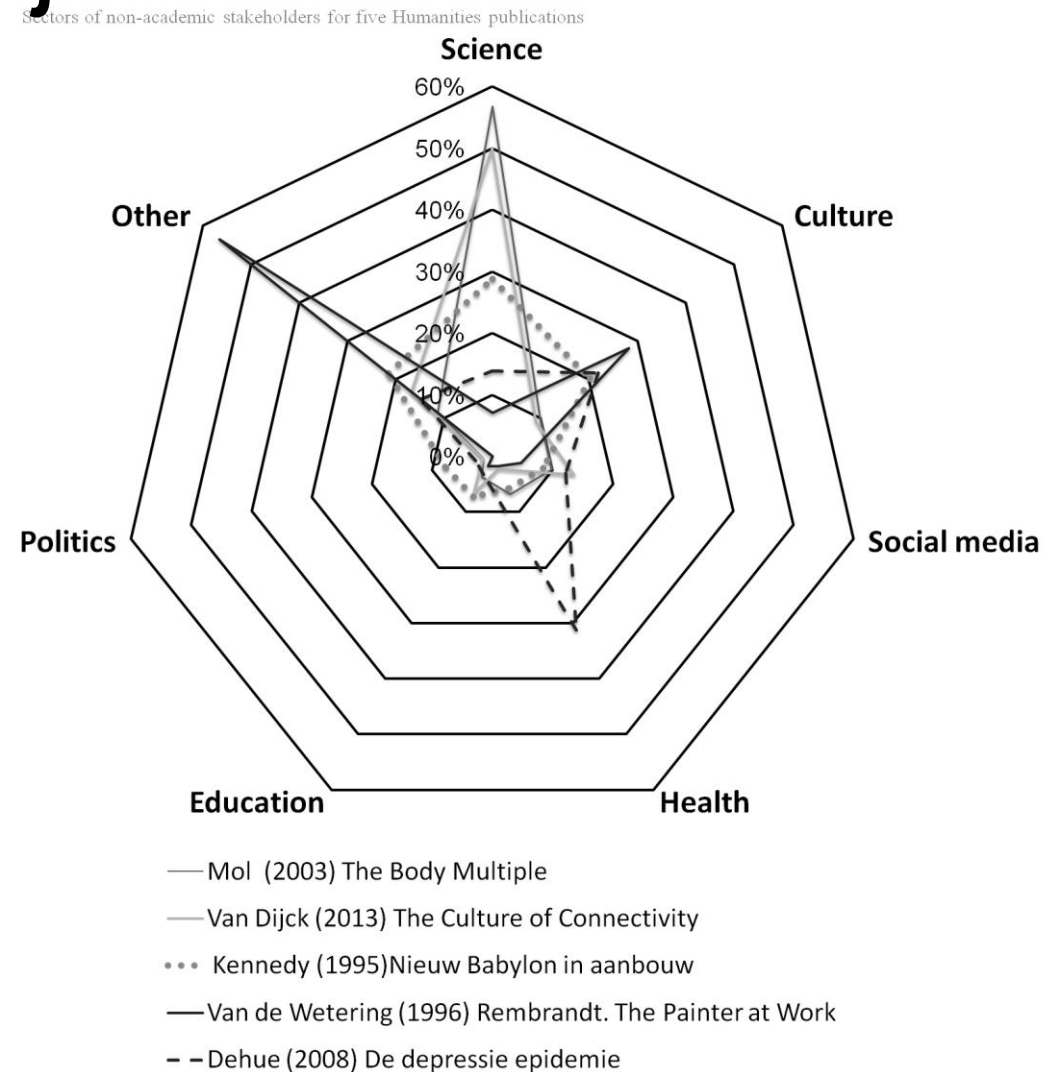 Sectors of non-academic stakeholders for five Humanities publications
Science
60%
50%
Other
40%
Culture
30%
20%
10%
0%
Politics
Social media
Education
Health
Mol (2003) The Body Multiple
Van Dijck (2013) The Culture of Connectivity
Kennedy (1995)Nieuw Babylon in aanbouw
Van de Wetering (1996) Rembrandt. The Painter at Work
Dehue (2008) De depressie epidemie